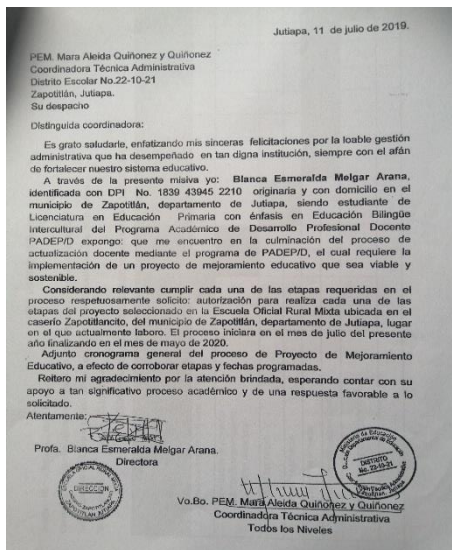 Jutiapa, 11 de julio de 2019.
PEM. Mara Aleida Quiñonez y Quiñonez
Coordinadora Técnica Administrativa
Distrito Escolar No.22-10-21
Zapotitlán, Jutiapa.
Su despacho
Distinguida coordinadora:
Es grato saludarle, enfatizando mis sinceras felicitaciones por la loable gestión
administrativa que ha desempeñado en tan digna institución, siempre con el afán
de fortalecer nuestro sistema educativo.
A través de la presente misiva yo: Blanca Esmeralda Melgar Arana,
identificada con DPI No. 1839 43945 2210 originaria y con domicilio en el
municipio de Zapotitlán, departamento de Jutiapa, siendo estudiante de
Licenciatura en Educación Primaria con énfasis en Educación Bilingüe
Intercultural del Programa Académico de Desarrollo Profesional Docente
PADEP/D expongo: que me encuentro en la culminación del proceso de
actualización docente mediante el programa de PADEP/D, el cual requiere la
implementación de un proyecto de mejoramiento educativo que sea viable y
sostenible.
Considerando relevante cumplir cada una de las etapas requeridas en el
proceso respetuosamente solicito: autorización para realiza cada una de las
etapas del proyecto seleccionado en la Escuela Oficial Rural Mixta ubicada en el
caserío Zapotitlancito, del municipio de Zapotitlán, departamento de Jutiapa, lugar
en el que actualmente laboro. El proceso iniciara en el mes de julio del presente
año finalizando en el mes de mayo de 2020.
Adjunto cronograma general del proceso de Proyecto de Mejoramiento
Educativo, a efecto de corroborar etapas y fechas programadas.
Reitero mi agradecimiento por la atención brindada, esperando contar con su
apoyo a tan significativo proceso académico y de una respuesta favorable a lo
solicitado.
Atentamente:
Profa. Blanca Esmeralda Melgar Arana.
Directora
DIRECCIÓN
DISTRITO
No. 22-10-21
Vo.Bo. PEM. Mara Aleida Quiñonez y Quiñonez
Coordinadora Técnica Administrativa
Todos los Niveles